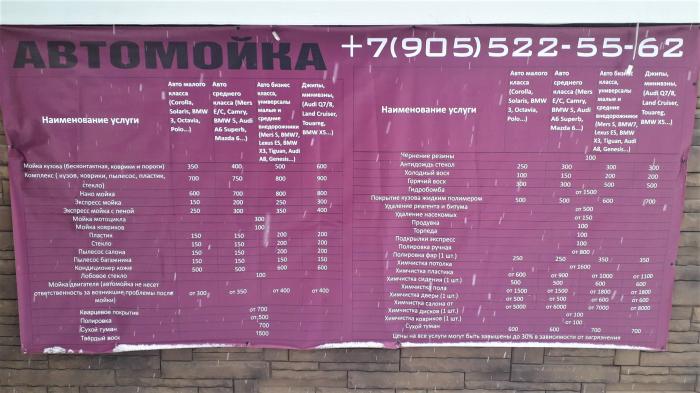 АВТОМОЙКА +7(905)522-55-62
Наименование услуги
Авто малого класса (Corolla, Solaris, BMW 3, Octavia, Polo...)
Авто среднего класса (Mers E/C, Camry, BMW 5, Audi A6 Superb, Mazda 6...)
Авто бизнес класса, универсалы малые и средние внедорожники (Mers S, BMW7, Lexus ES, BMW X3, Tiguan, Audi A8, Genesis...)
Джипы, минивэны, (Audi Q7/8, Land Cruiser, Touareg, BMW X5...)
Мойка кузова (бесконтактная, коврики и пороги) 350 400 500 600
Комплекс ( кузов, коврики, пылесос, пластик, стекло) 700 750 800 900
Нано мойка 600 700 800 800
Экспресс мойка 150 200 250 300
Экспресс мойка с пеной 250 300 350 400
Мойка мотоцикла 300
Мойка ковриков 100
Пластик 150 150 200 200
Стекло 150 150 200 200
Пылесос салона 150 150 200 200
Пылесос багажника 150 150 150 150
Кондиционер кожи 500 500 600 600
Лобовое стекло 100
Мойка двигателя (автомойка не несет ответственность за возникшие проблемы после мойки) от 300 от 350 от 400 от 400
Кварцевое покрытие от 700
Полировка от 500
Сухой туман 700
Твёрдый воск 1500
Наименование услуги
Авто малого класса (Corolla, Solaris, BMW 3, Octavia, Polo...)
Авто среднего класса (Mers E/C, Camry, BMW 5, Audi A6 Superb, Mazda 6...)
Авто бизнес класса, универсалы малые и средние внедорожники (Mers S, BMW7, Lexus ES, BMW X3, Tiguan, Audi A8, Genesis...)
Джипы, минивэны, (Audi Q7/8, Land Cruiser, Touareg, BMW X5...)
Чернение резины 100
Антидождь стекол 250 300 300 300
Холодный воск 100 150 200 200
Горячий воск 300 300 500 500
Гидробомба от 1500
Покрытие кузова жидким полимером 500 500 600 700
Удаление реагента и битума от 500
Удаление насекомых от 150
Продувка 100
Торпеда 100
Подкрылки экспресс 100
Полировка ручная от 800
Полировка фар (1 шт.) 250 250 350 350
Химчистка потолка от 1600
Химчистка пластика от 600 от 900 от 1000 от 1100
Химчистка сидения (1 шт.) от 500 от 500 от 600 от 600
Химчистка пола от 1500 от 1500 от 1800 от 1800
Химчистка двери (1 шт.) от 500 от 500 от 600 от 600
Химчистка салона от от 5000 от 6000 от 7000 от 8000
Химчистка дисков (1 шт.) от 100
Химчистка ковриков (1 шт.) от 100
Сухой туман 600 600 700 700
Цены на все услуги могут быть завышены до 30% в зависимости от загрязнения